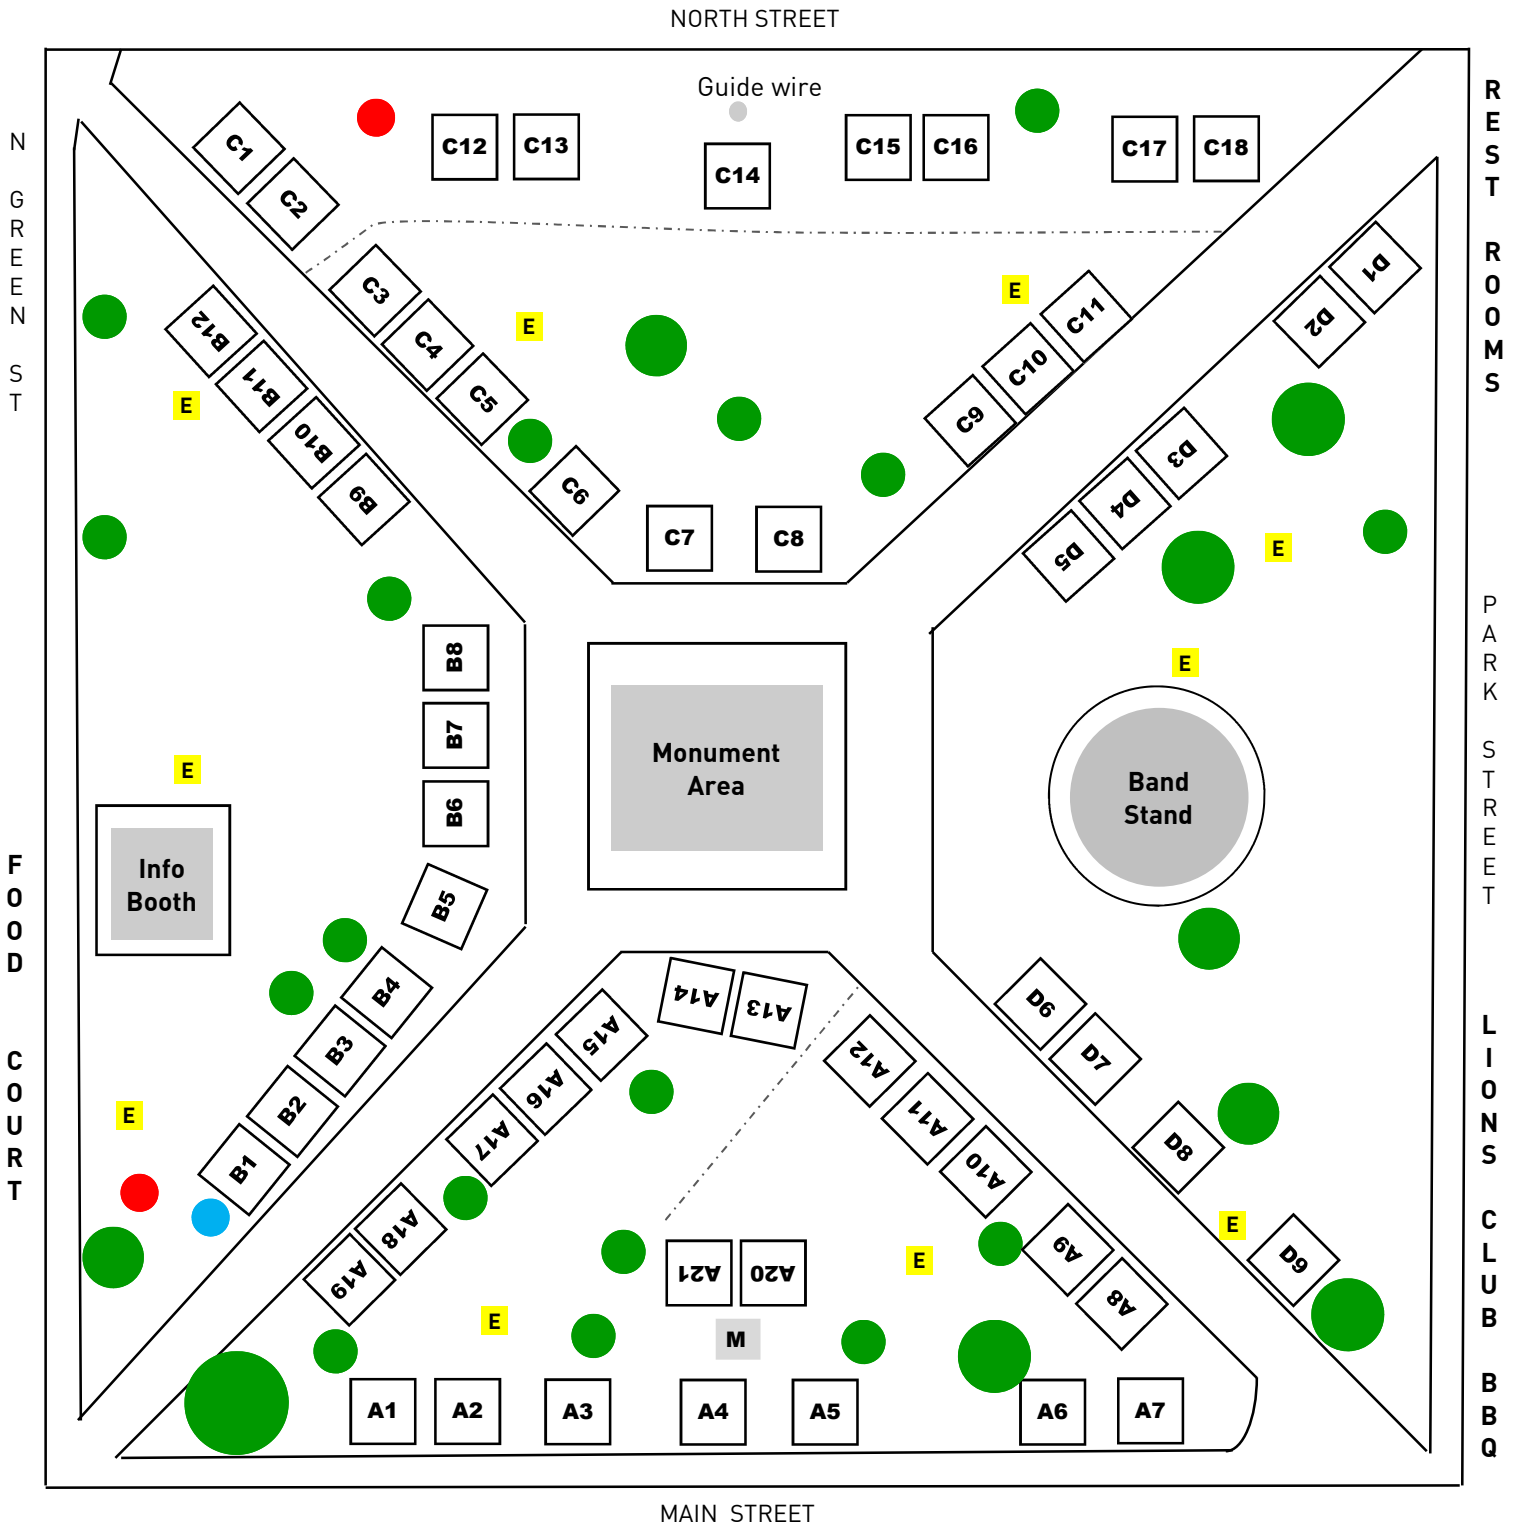 NORTH STREET
Guide wire
C1
C2
C12
C13
C14
C15
C16
C17
C18
N GREEN ST
REST ROOMS
C3
C4
C5
C6
C7
C8
C9
C10
C11
E
E
D1
D2
D3
D4
D5
E
E
B12
B11
B10
B9
E
B8
B7
B6
B5
B4
B3
B2
B1
E
E
Monument
Area
Band
Stand
PARK STREET
Info
Booth
FOOD COURT
A14
A13
A15
A16
A17
A18
A19
A12
A11
A10
A9
A8
D6
D7
D8
D9
E
LIONS CLUB BBQ
A21
A20
E
E
M
A1
A2
A3
A4
A5
A6
A7
MAIN STREET